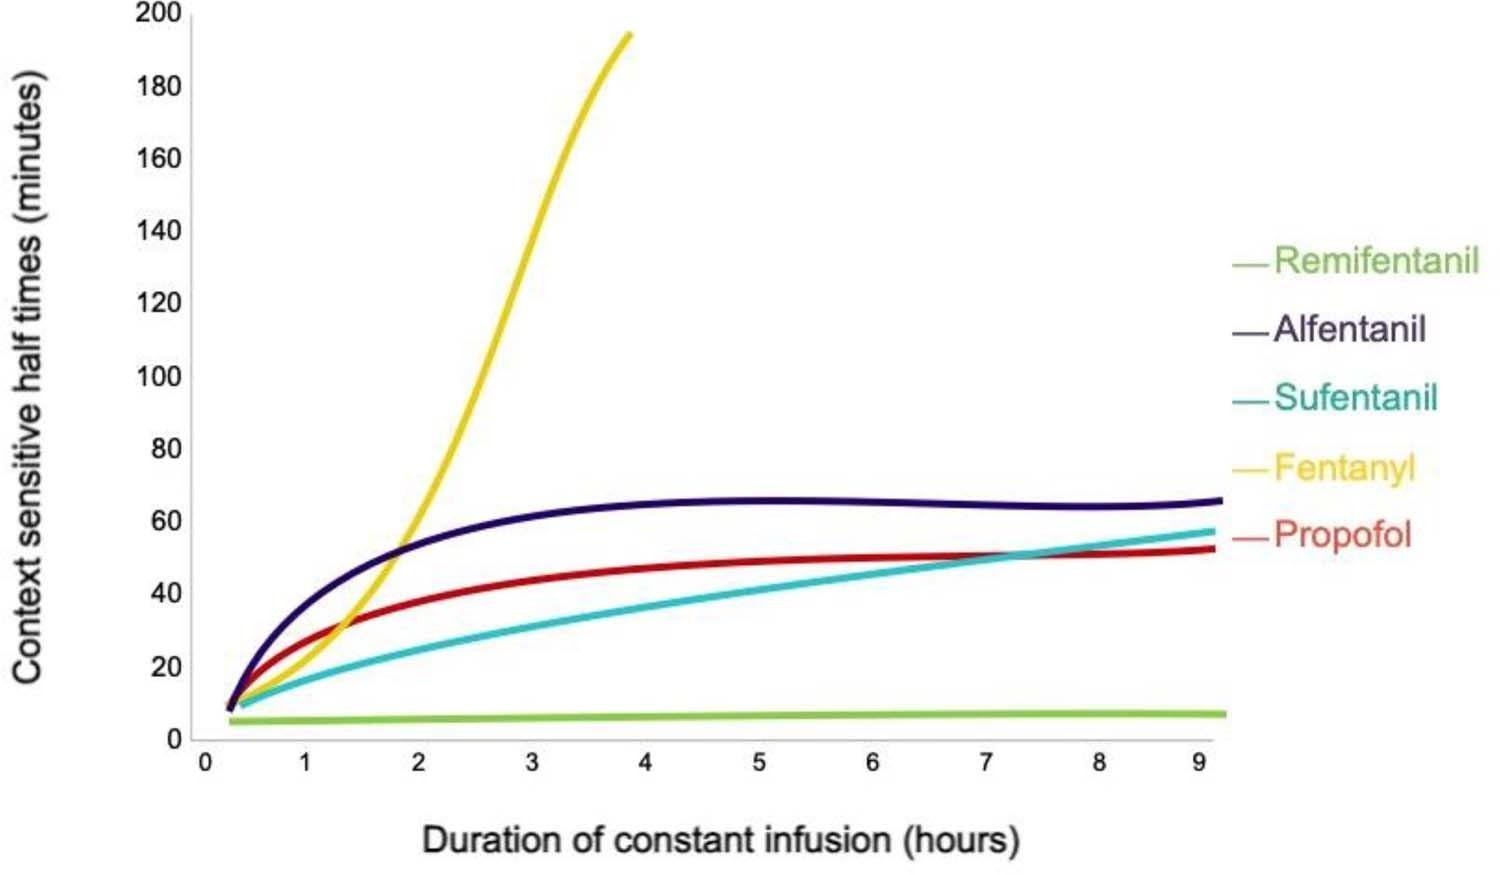 Context sensitive half times (minutes)
200
180
160
140
120
100
80
60
40
20
0
0 1 2 3 4 5 6 7 8 9
Duration of constant infusion (hours)
Remifentanil
Alfentanil
Sufentanil
Fentanyl
Propofol